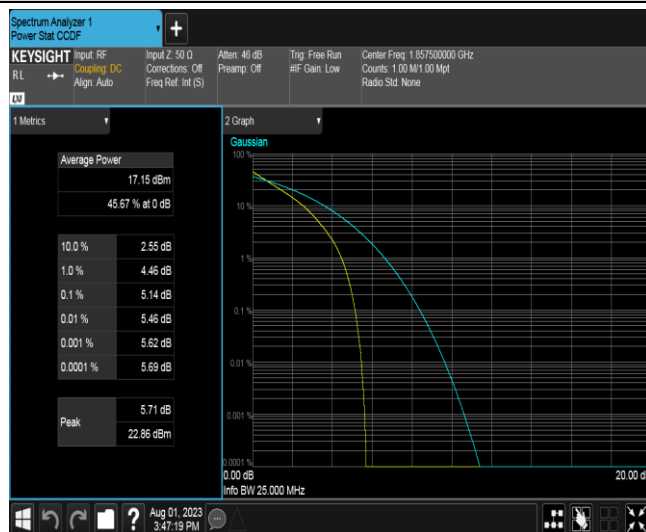 Spectrum Analyzer 1
Power Stat CCDF
KEYSIGHT
RL
LXI
Input: RF
Coupling: DC
Align: Auto
Input Z: 50 Ω
Corrections: Off
Freq Ref: Int (S)
Atten: 46 dB
Preamp: Off
Trig: Free Run
#IF Gain: Low
Center Freq: 1.857500000 GHz
Counts: 1.00 M/1.00 Mpt
Radio Std: None
1 Metrics
Average Power
17.15 dBm
45.67 % at 0 dB
10.0 % 2.55 dB
1.0 % 4.46 dB
0.1 % 5.14 dB
0.01 % 5.46 dB
0.001 % 5.62 dB
0.0001 % 5.69 dB
Peak
5.71 dB
22.86 dBm
2 Graph
Gaussian
100 %
10 %
1 %
0.1 %
0.01 %
0.001 %
0.0001 %
0.00 dB
20.00 d
Info BW 25.000 MHz
?
Aug 01, 2023
3:47:19 PM